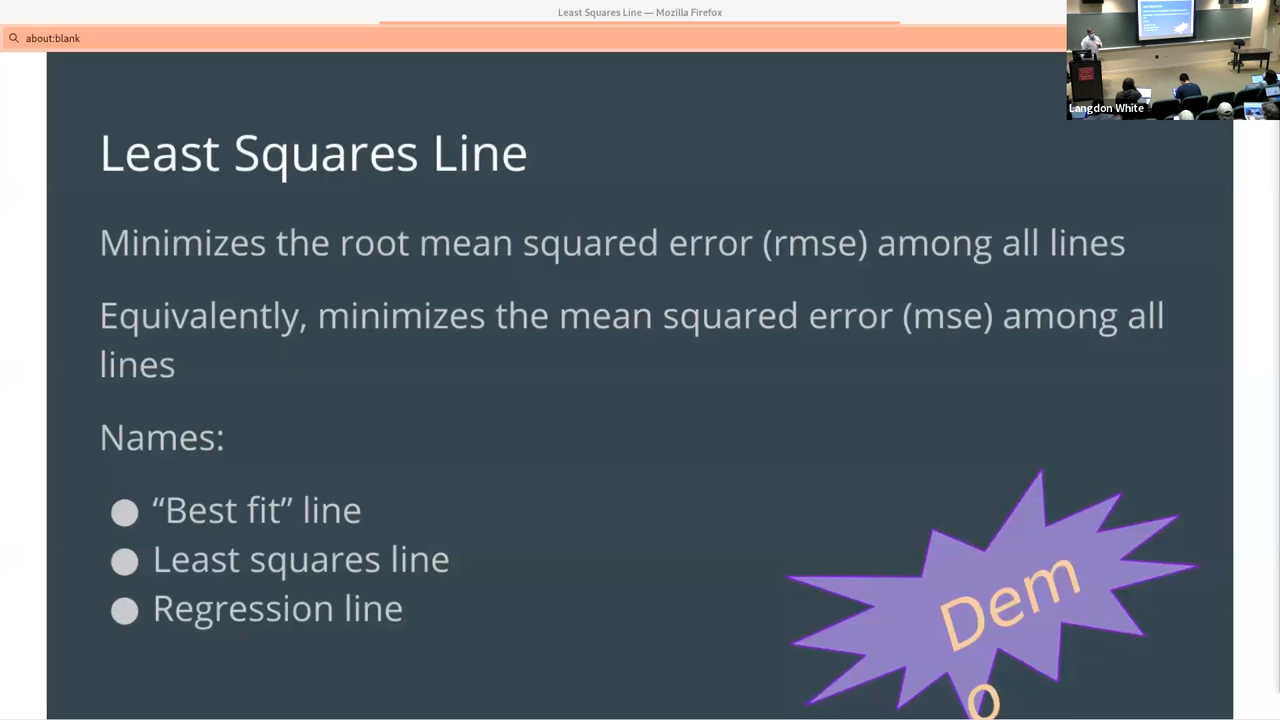 Least Squares Line — Mozilla Firefox
about:blank
Langdon White
Least Squares Line
Minimizes the root mean squared error (rmse) among all lines
Equivalently, minimizes the mean squared error (mse) among all
lines
Names:
● “Best fit” line
● Least squares line
● Regression line
Dem
o